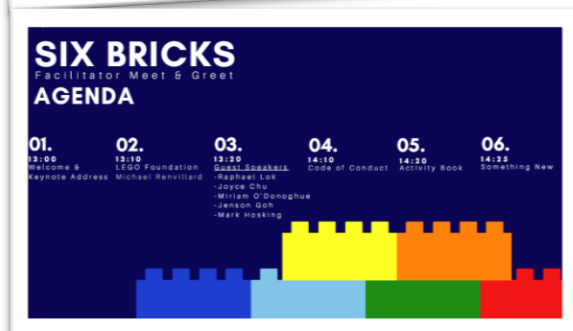 SIX BRICKS
Facilitator Meet & Greet
AGENDA
01.
13:00
Welcome &
Keynote Address
02.
13:10
LEGO Foundation
Michael Renvillard
03.
13:20
Guest Speakers
-Raphael Lok
-Joyce Chu
-Miriam O'Donoghue
-Jenson Goh
-Mark Hosking
04.
14:10
Code of Conduct
05.
14:20
Activity Book
06.
14:25
Something New